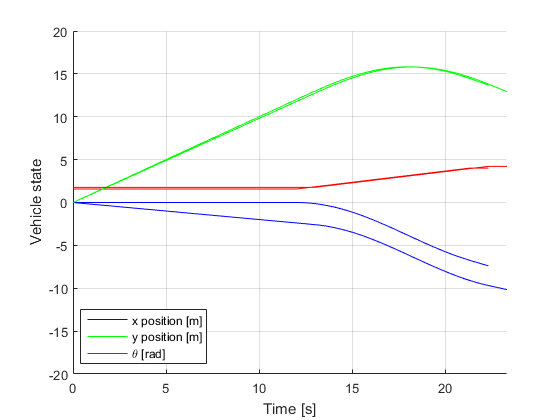 20
15
10
5
0
-5
-10
-15
-20
Vehicle state
x position [m]
y position [m]
θ [rad]
0 5 10 15 20
Time [s]